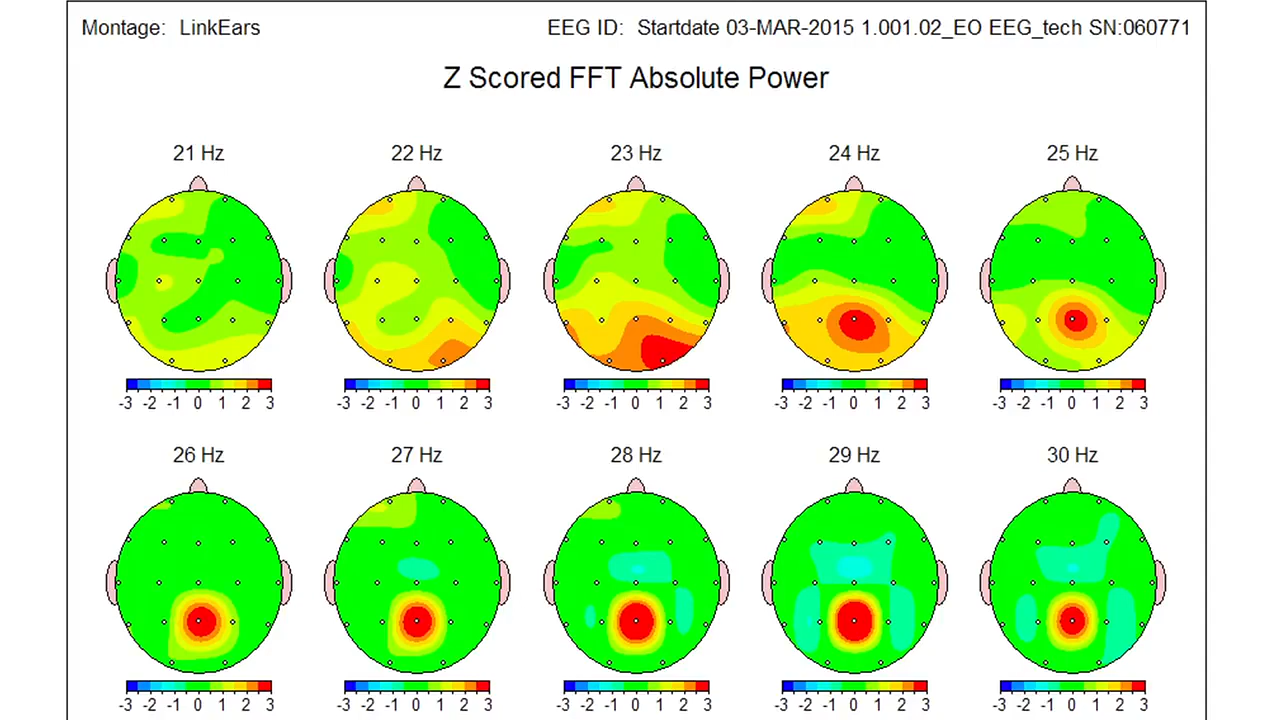 Montage: LinkEars EEG ID: Startdate 03-MAR-2015 1.001.02_EO EEG_tech SN:060771
Z Scored FFT Absolute Power
21 Hz 22 Hz 23 Hz 24 Hz 25 Hz
-3 -2 -1 0 1 2 3 -3 -2 -1 0 1 2 3 -3 -2 -1 0 1 2 3 -3 -2 -1 0 1 2 3 -3 -2 -1 0 1 2 3
26 Hz 27 Hz 28 Hz 29 Hz 30 Hz
-3 -2 -1 0 1 2 3 -3 -2 -1 0 1 2 3 -3 -2 -1 0 1 2 3 -3 -2 -1 0 1 2 3 -3 -2 -1 0 1 2 3